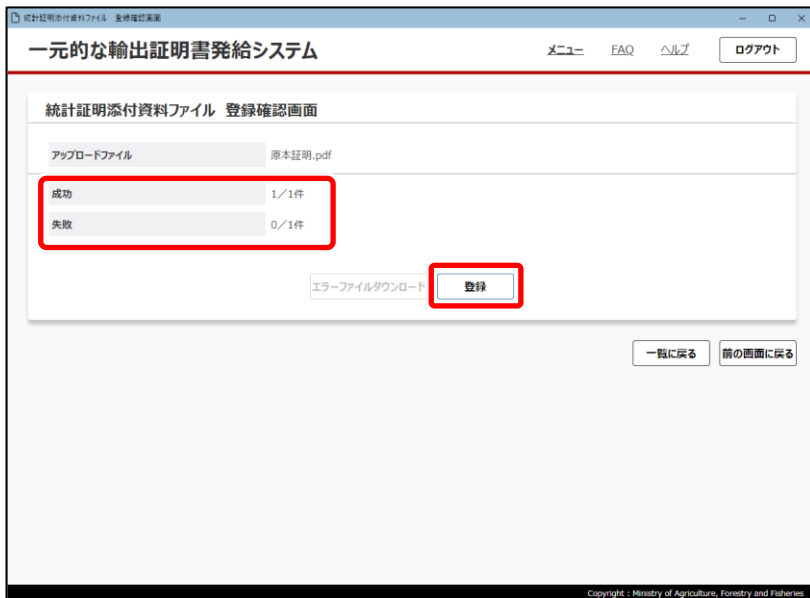 統計証明添付資料ファイル 登録確認画面
一元的な輸出証明書発給システム
メニュー FAQ ヘルプ ログアウト
統計証明添付資料ファイル 登録確認画面
アップロードファイル 原本証明.pdf
成功 1／1件
失敗 0／1件
エラーファイルダウンロード 登録
一覧に戻る 前の画面に戻る
Copyright : Ministry of Agriculture, Forestry and Fisheries